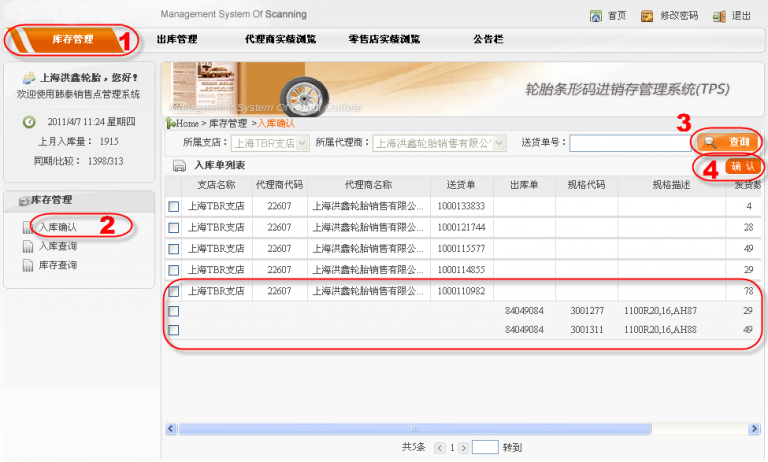 Management System Of Scanning
首页 修改密码 退出
库存管理 1 出库管理 代理商实绩浏览 零售店实绩浏览 公告栏
上海洪鑫轮胎，您好!
欢迎使用韩泰销售点管理系统
2011/4/7 11:24 星期四
上月入库量： 1915
同期/比较： 1398/313
库存管理
入库确认 2
入库查询
库存查询
轮胎条形码进销存管理系统(TPS)
Management System Of Retail Outlets
Home > 库存管理 >入库确认
3
所属支店： 上海TBR支店 所属代理商： 上海洪鑫轮胎销售有限公 送货单号： 查询
入库单列表 4 确 认
支店名称 代理商代码 代理商名称 送货单 出库单 规格代码 规格描述 发货数
上海TBR支店 22607 上海洪鑫轮胎销售有限公... 1000133833 4
上海TBR支店 22607 上海洪鑫轮胎销售有限公... 1000121744 28
上海TBR支店 22607 上海洪鑫轮胎销售有限公... 1000115577 49
上海TBR支店 22607 上海洪鑫轮胎销售有限公... 1000114855 29
上海TBR支店 22607 上海洪鑫轮胎销售有限公... 1000110982 78
84049084 3001277 1100R20,16,AH87 29
84049084 3001311 1100R20,16,AH88 49
共5条 1 转到